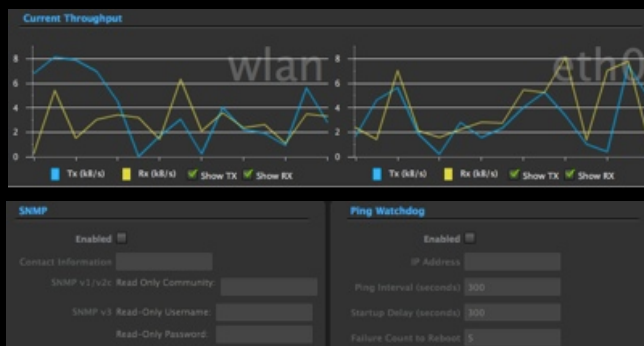 Current Throughput
wlan
8
6
4
2
0
Tx (kB/s) Rx (kB/s) Show TX Show RX
eth0
8
6
4
2
0
Tx (kB/s) Rx (kB/s) Show TX Show RX
SNMP
Enabled
Contact Information
SNMP v1/v2c Read Only Community:
SNMP v3 Read-Only Username:
Read-Only Password:
Ping Watchdog
Enabled
IP Address
Ping Interval (seconds) 300
Startup Delay (seconds) 300
Failure Count to Reboot 5